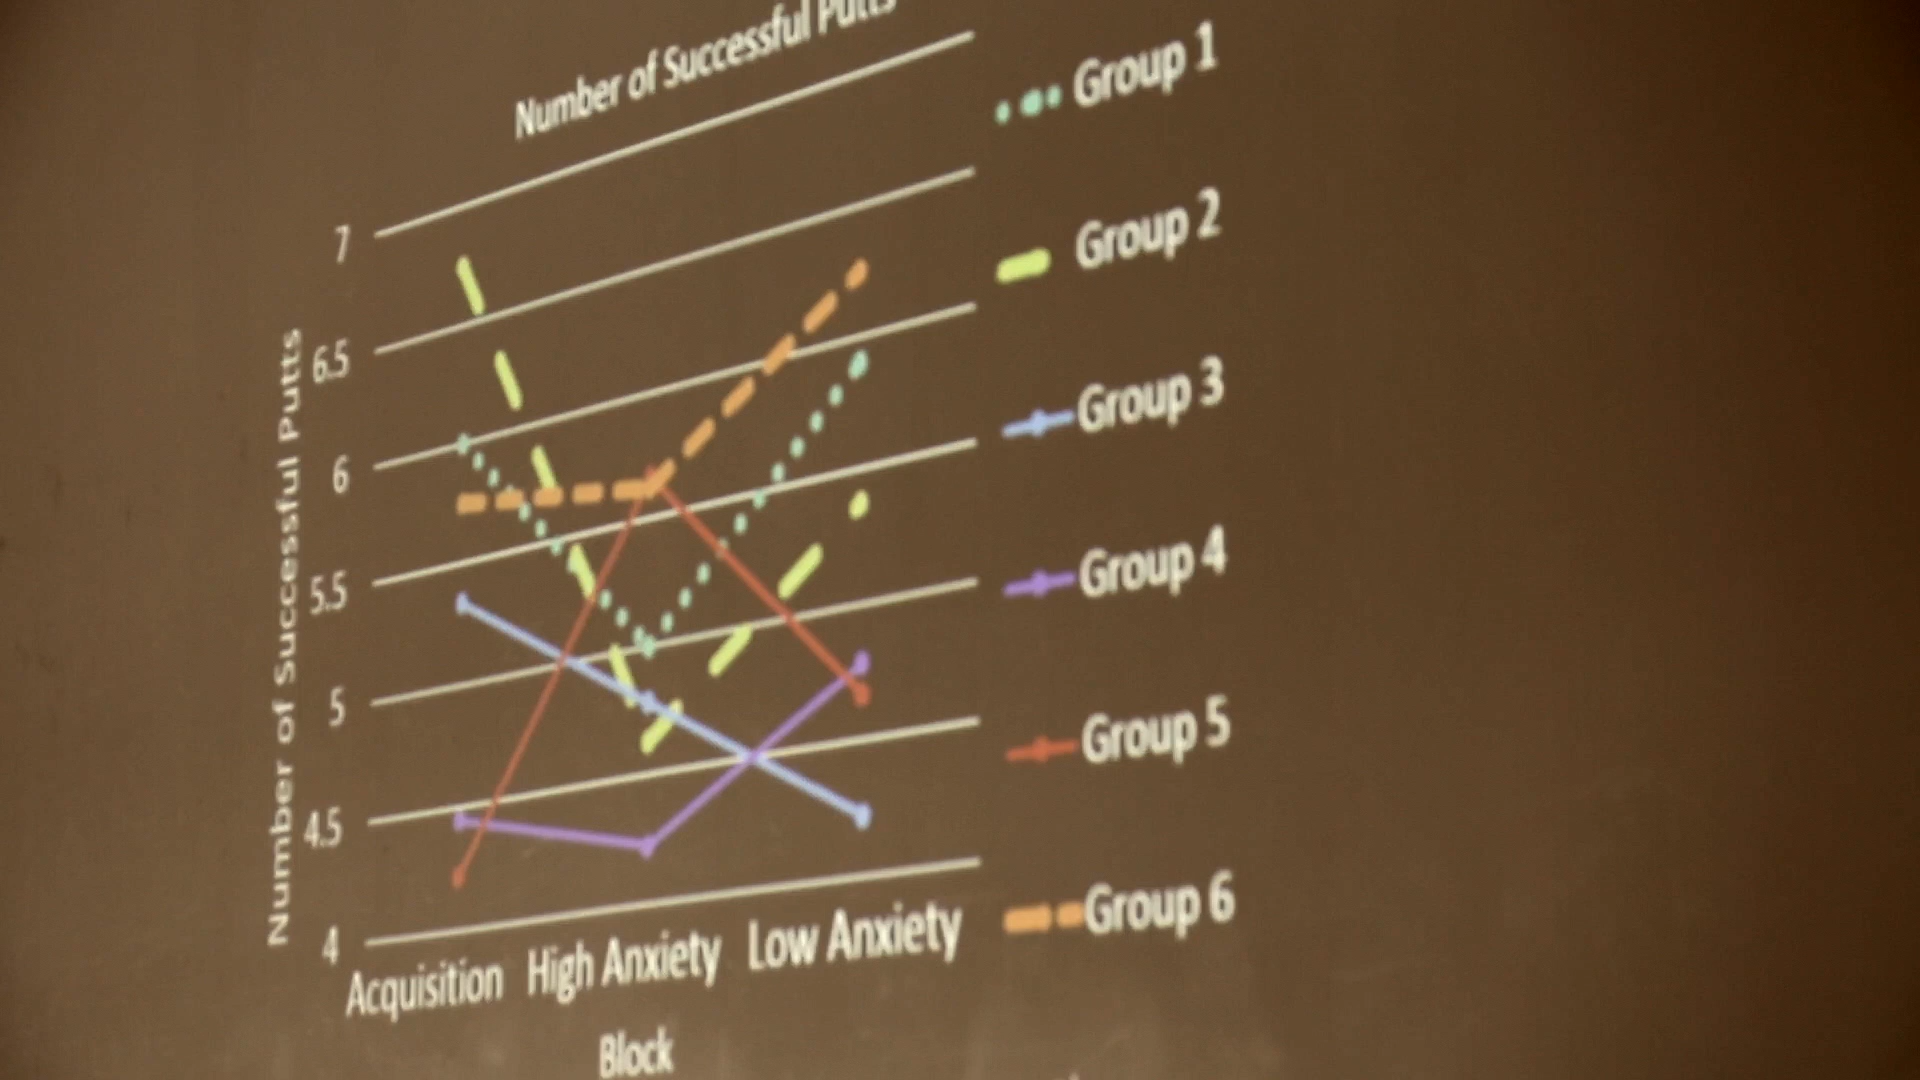 Number of Successful Putts
Number of Successful Putts
7
6.5
6
5.5
5
4.5
4
Acquisition High Anxiety Low Anxiety
Block
Group 1
Group 2
Group 3
Group 4
Group 5
Group 6